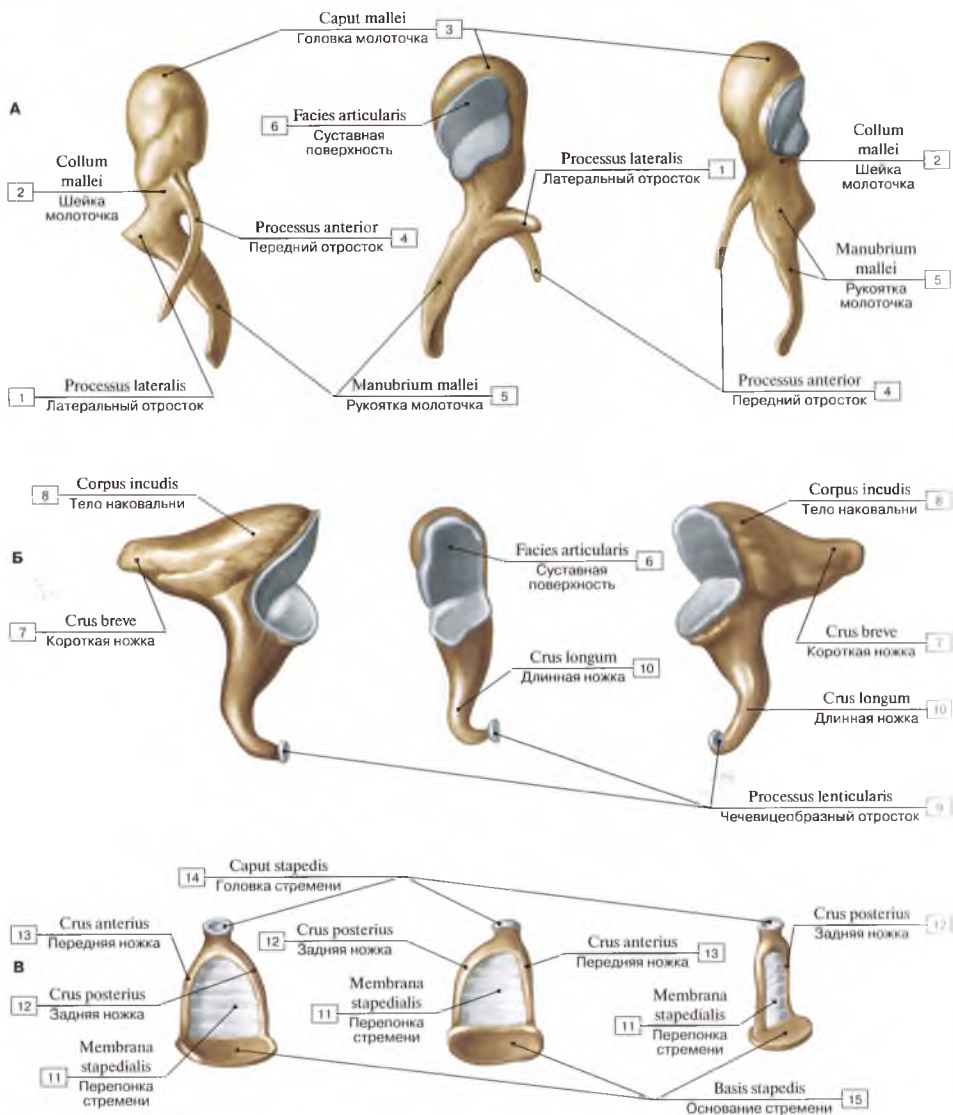 Caput mallei
Головка молоточка
3
А
6
Facies articularis
Суставная
поверхность
Collum
mallei
2
Шейка
молоточка
Processus lateralis
Латеральный отросток
1
Collum
mallei
2
Шейка
молоточка
Processus anterior
Передний отросток
4
Manubrium
mallei
5
Рукоятка
молоточка
1
Processus lateralis
Латеральный отросток
Manubrium mallei
Рукоятка молоточка
5
Processus anterior
Передний отросток
4
8
Corpus incudis
Тело наковальни
Corpus incudis
Тело наковальни
8
Б
Facies articularis
Суставная
поверхность
6
7
Crus breve
Короткая ножка
Crus breve
Короткая ножка
7
Crus longum
Длинная ножка
10
Crus longum
Длинная ножка
10
Processus lenticularis
Чечевицеобразный отросток
9
14
Caput stapedis
Головка стремени
13
Crus anterius
Передняя ножка
12
Crus posterius
Задняя ножка
Crus anterius
Передняя ножка
13
Crus posterius
Задняя ножка
12
В
12
Crus posterius
Задняя ножка
Membrana
stapedialis
11
Перепонка
стремени
Membrana
stapedialis
11
Перепонка
стремени
Membrana
stapedialis
11
Перепонка
стремени
Basis stapedis
Основание стремени
15